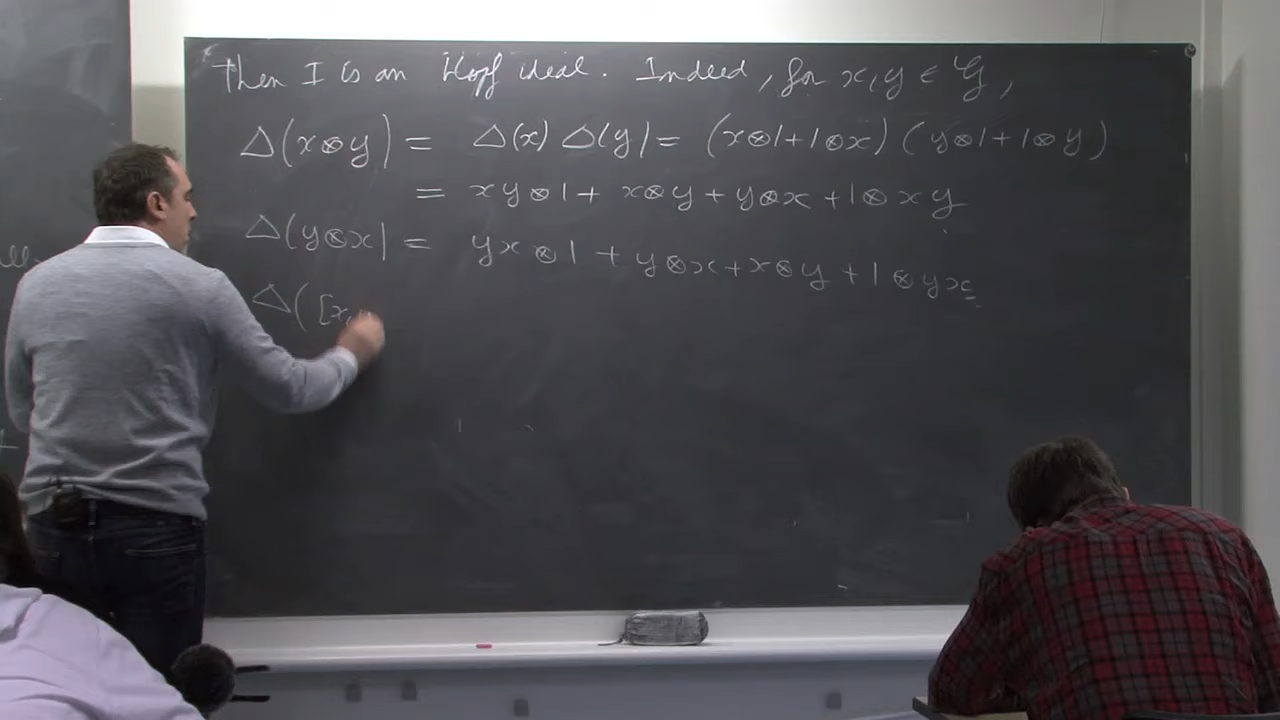 Then I is an Hopf ideal. Indeed, for x, y ∈ 𝒢,
Δ(x⊗y) = Δ(x) Δ(y) = (x⊗1+1⊗x)(y⊗1+1⊗y)
= xy⊗1 + x⊗y + y⊗x + 1⊗xy
Δ(y⊗x) = yx⊗1 + y⊗x + x⊗y + 1⊗yx
Δ([x,